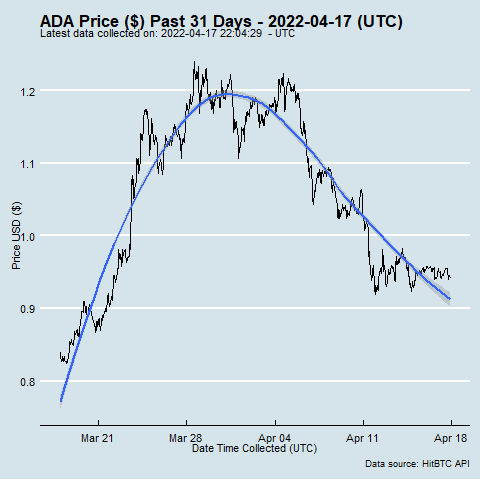 ADA Price ($) Past 31 Days - 2022-04-17 (UTC)
Latest data collected on: 2022-04-17 22:04:29  - UTC
Price USD ($)
1.2
1.1
1.0
0.9
0.8
Mar 21
Mar 28
Apr 04
Apr 11
Apr 18
Date Time Collected (UTC)
Data source: HitBTC API